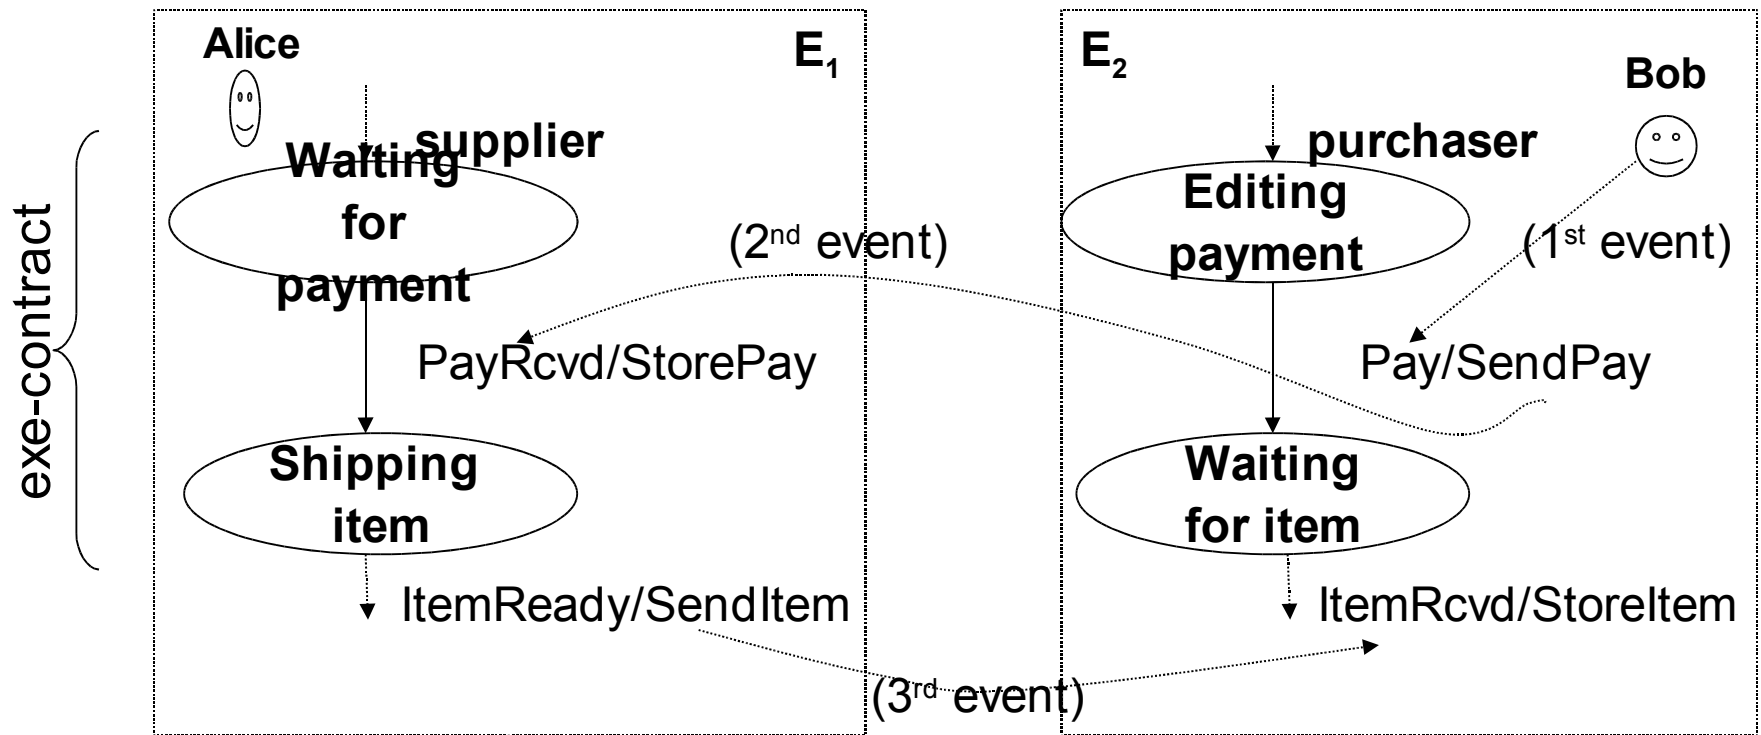 exe-contract
Alice
E₁
supplier
Waiting
for
payment
PayRcvd/StorePay
Shipping
item
ItemReady/SendItem
(2nd event)
(3rd event)
E₂
Bob
purchaser
Editing
payment
(1st event)
Pay/SendPay
Waiting
for item
ItemRcvd/StoreItem